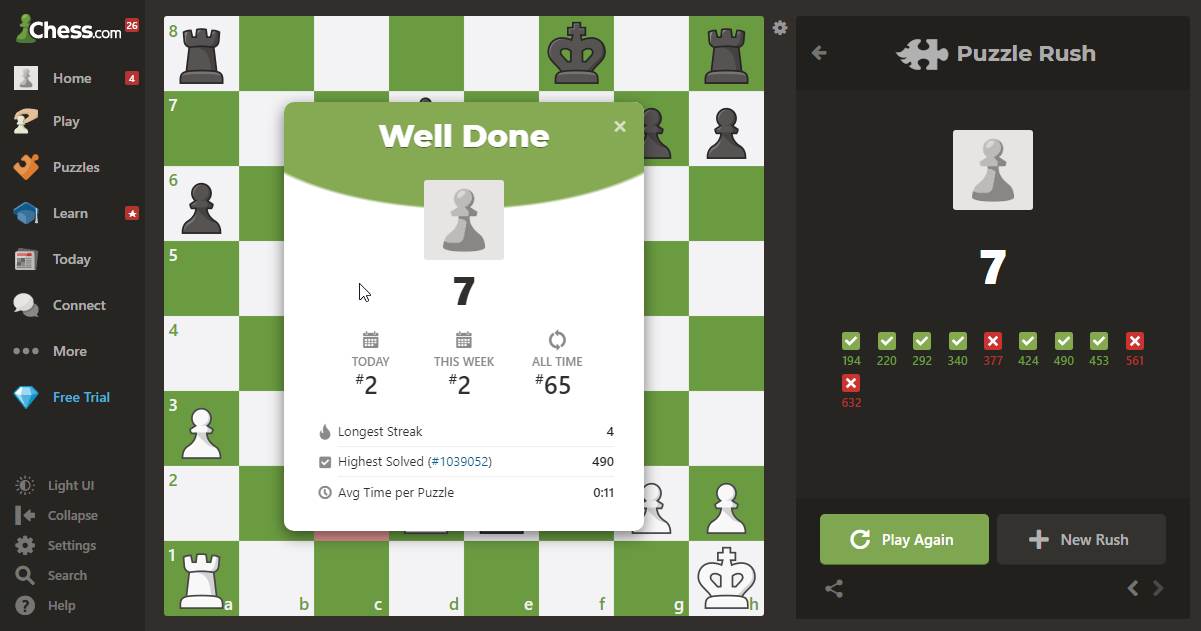 Chess.com 26
Home 4
Play
Puzzles
Learn
Today
Connect
More
Free Trial
Light UI
Collapse
Settings
Search
Help
8
7
6
5
4
3
2
1
a b c d e f g h
Well Done
×
7
TODAY THIS WEEK ALL TIME
#2 #2 #65
Longest Streak 4
Highest Solved (#1039052) 490
Avg Time per Puzzle 0:11
Puzzle Rush
7
194 220 292 340 377 424 490 453 561
632
Play Again
New Rush